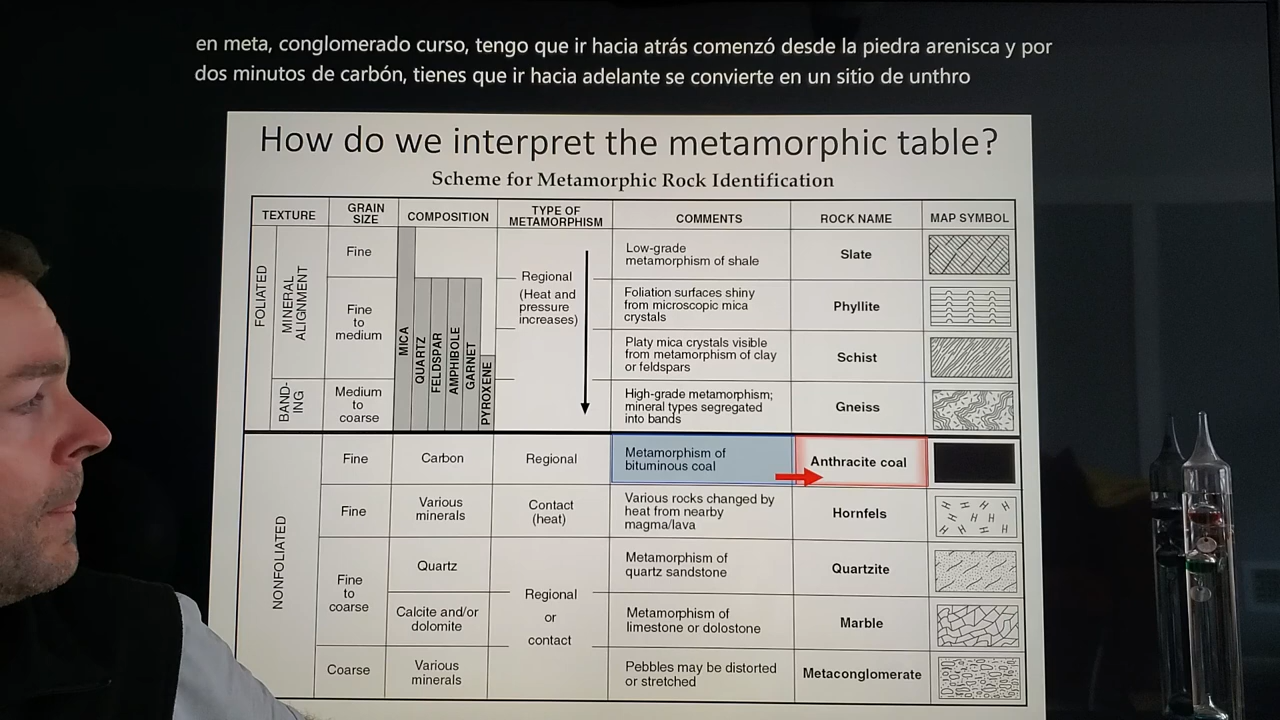 en meta, conglomerado curso, tengo que ir hacia atrás comenzó desde la piedra arenisca y por
dos minutos de carbón, tienes que ir hacia adelante se convierte en un sitio de unthro
How do we interpret the metamorphic table?
Scheme for Metamorphic Rock Identification
TEXTURE
GRAIN
SIZE
COMPOSITION
TYPE OF
METAMORPHISM
COMMENTS
ROCK NAME
MAP SYMBOL
FOLIATED
MINERAL
ALIGNMENT
Fine
MICA
QUARTZ
FELDSPAR
AMPHIBOLE
GARNET
PYROXENE
Regional
(Heat and
pressure
increases)
Low-grade
metamorphism of shale
Slate
Fine
to
medium
Foliation surfaces shiny
from microscopic mica
crystals
Phyllite
Platy mica crystals visible
from metamorphism of clay
or feldspars
Schist
BAND-
ING
Medium
to
coarse
High-grade metamorphism;
mineral types segregated
into bands
Gneiss
NONFOLIATED
Fine
Carbon
Regional
Metamorphism of
bituminous coal
Anthracite coal
Fine
Various
minerals
Contact
(heat)
Various rocks changed by
heat from nearby
magma/lava
Hornfels
Fine
to
coarse
Quartz
Regional
or
contact
Metamorphism of
quartz sandstone
Quartzite
Calcite and/or
dolomite
Metamorphism of
limestone or dolostone
Marble
Coarse
Various
minerals
Pebbles may be distorted
or stretched
Metaconglomerate